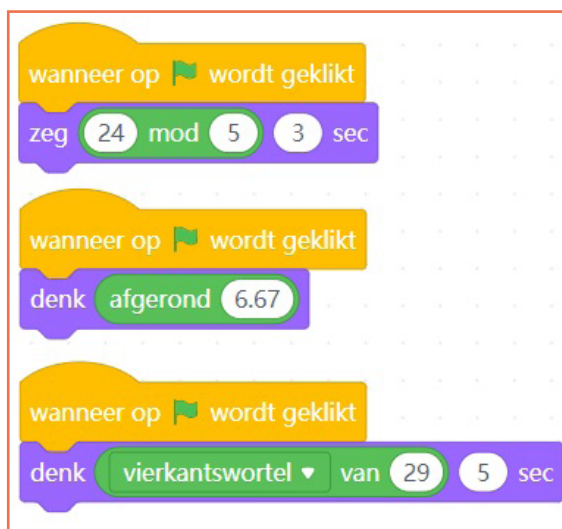 wanneer op wordt geklikt
zeg 24 mod 5 3 sec
wanneer op wordt geklikt
denk afgerond 6.67
wanneer op wordt geklikt
denk vierkantswortel van 29 5 sec